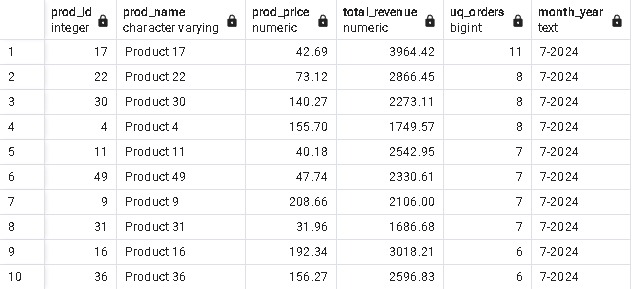 prod_id prod_name prod_price total_revenue uq_orders month_year
integer character varying numeric numeric bigint text
1 17 Product 17 42.69 3964.42 11 7-2024
2 22 Product 22 73.12 2866.45 8 7-2024
3 30 Product 30 140.27 2273.11 8 7-2024
4 4 Product 4 155.70 1749.57 8 7-2024
5 11 Product 11 40.18 2542.95 7 7-2024
6 49 Product 49 47.74 2330.61 7 7-2024
7 9 Product 9 208.66 2106.00 7 7-2024
8 31 Product 31 31.96 1686.68 7 7-2024
9 16 Product 16 192.34 3018.21 6 7-2024
10 36 Product 36 156.27 2596.83 6 7-2024